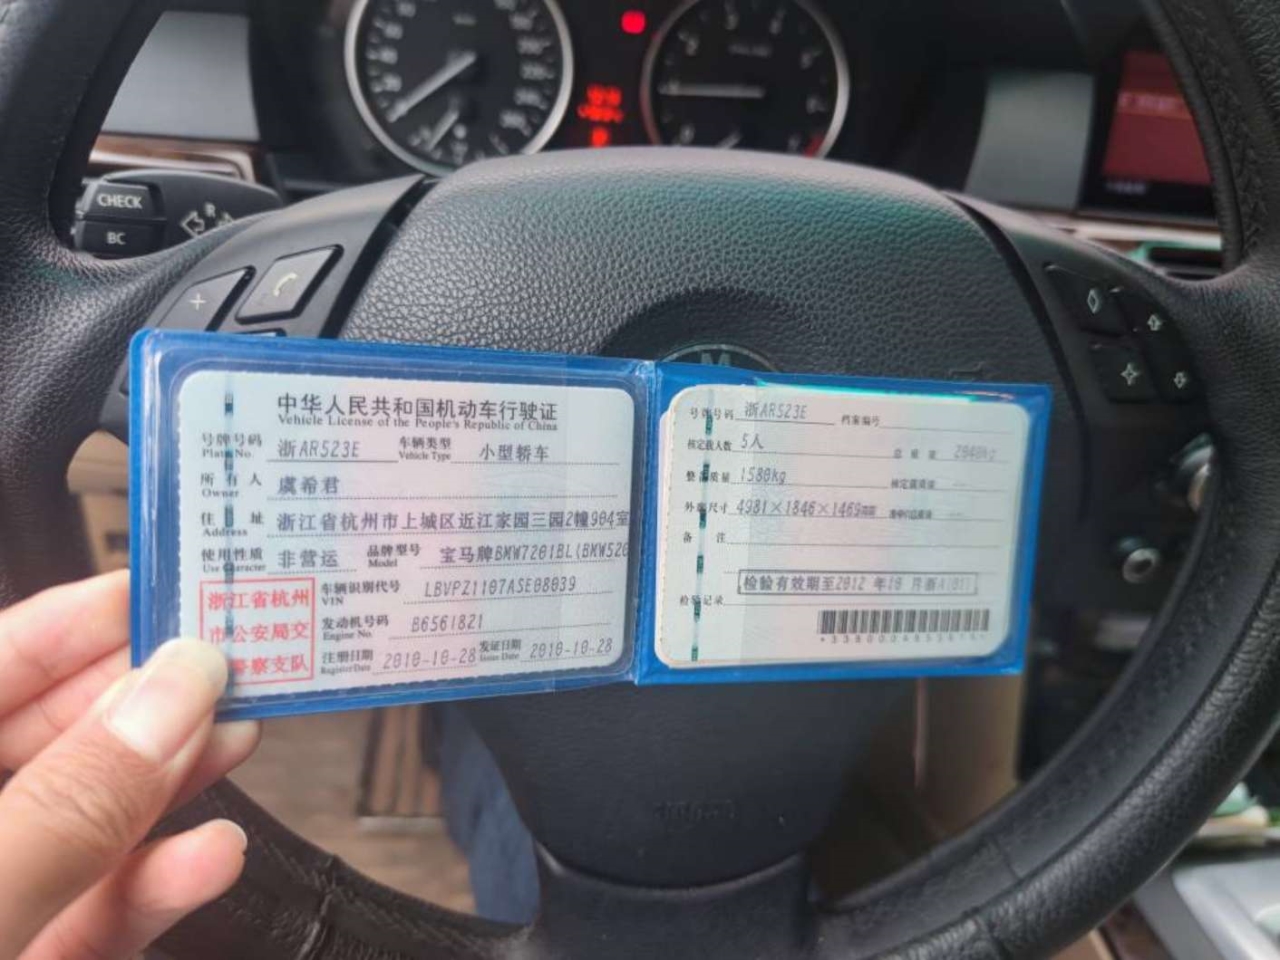 CHECK
BC
R
中华人民共和国机动车行驶证
Vehicle License of the People's Republic of China
号牌号码 浙AR523E 车辆类型 小型轿车
Plate No. Vehicle Type
所有人 虞希君
Owner
住址 浙江省杭州市上城区近江家园三园2幢904室
Address
使用性质 非营运 品牌型号 宝马牌BMW7201BL(BMW520
Use Character Model
浙江省杭州
市公安局交
警察支队
车辆识别代号 LBVPZ1107ASE08039
VIN
发动机号码 B6561821
Engine No.
注册日期 2010-10-28 发证日期 2010-10-28
Register Date Issue Date
号牌号码 浙AR523E 档案编号
核定载人数 5人 总质量 2040kg
整备质量 1580kg 核定载质量
外廓尺寸 4981×1846×1469
备注
检验有效期至2012年10月浙A(01)
检验记录